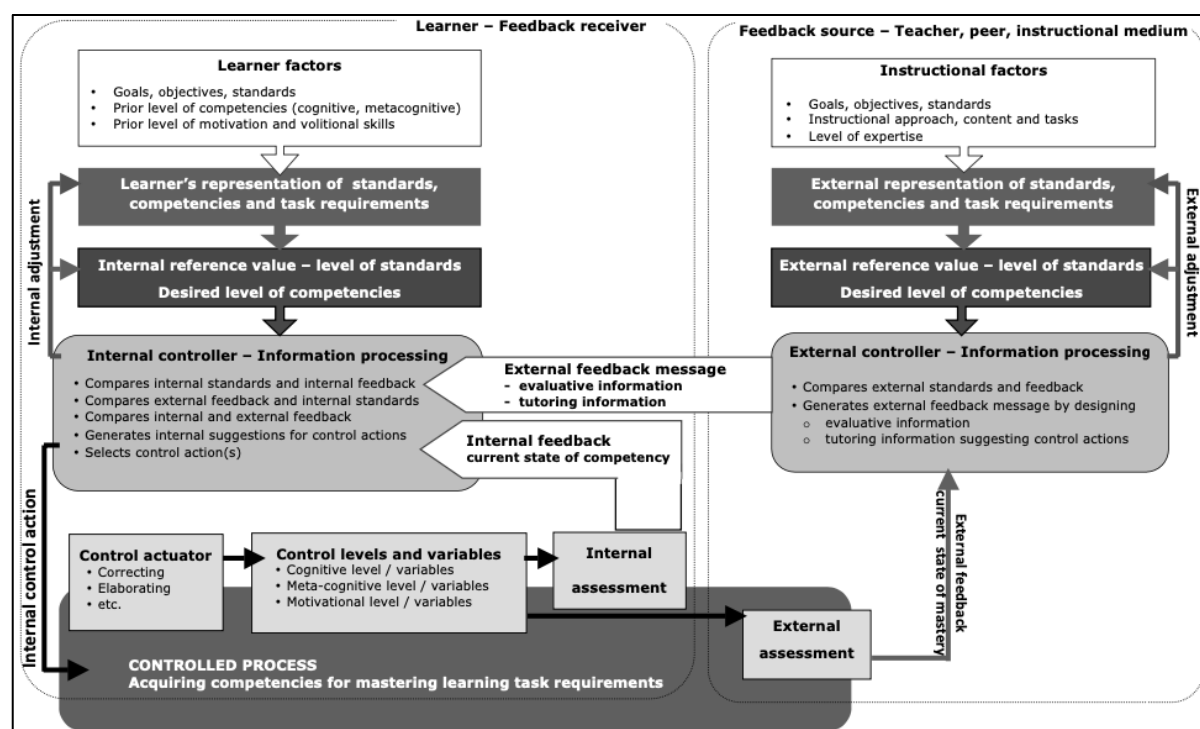 Learner – Feedback receiver
Learner factors
• Goals, objectives, standards
• Prior level of competencies (cognitive, metacognitive)
• Prior level of motivation and volitional skills
Learner's representation of standards,
competencies and task requirements
Internal reference value – level of standards
Desired level of competencies
Internal adjustment
Internal controller – Information processing
• Compares internal standards and internal feedback
• Compares external feedback and internal standards
• Compares internal and external feedback
• Generates internal suggestions for control actions
• Selects control action(s)
External feedback message
- evaluative information
- tutoring information
Internal feedback
current state of competency
Internal control action
Control actuator
• Correcting
• Elaborating
• etc.
Control levels and variables
• Cognitive level / variables
• Meta-cognitive level / variables
• Motivational level / variables
Internal
assessment
CONTROLLED PROCESS
Acquiring competencies for mastering learning task requirements
Feedback source – Teacher, peer, instructional medium
Instructional factors
• Goals, objectives, standards
• Instructional approach, content and tasks
• Level of expertise
External representation of standards,
competencies and task requirements
External reference value – level of standards
Desired level of competencies
External adjustment
External controller – Information processing
• Compares external standards and feedback
• Generates external feedback message by designing
o evaluative information
o tutoring information suggesting control actions
External feedback
current state of mastery
External
assessment